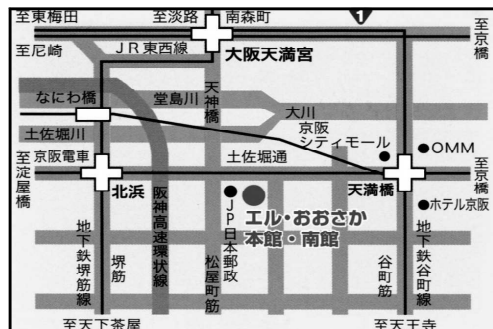 至東梅田
至淡路
南森町
1
至京橋
至尼崎
JR東西線
大阪天満宮
なにわ橋
天神橋
堂島川
大川
土佐堀川
京阪シティモール
OMM
至淀屋橋
京阪電車
土佐堀通
至京橋
北浜
天満橋
ホテル京阪
阪神高速環状線
JP日本郵政
エル・おおさか
本館・南館
地下鉄堺筋線
堺筋
松屋町筋
谷町筋
地下鉄谷町線
至天下茶屋
至天王寺